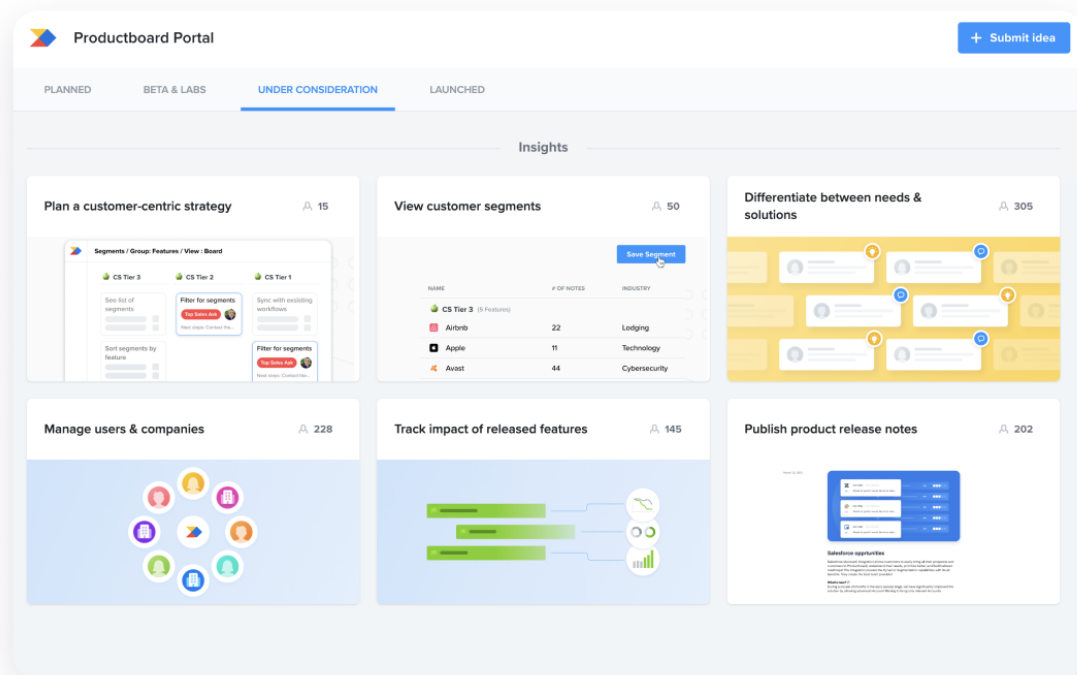 Productboard Portal
+ Submit idea
PLANNED
BETA & LABS
UNDER CONSIDERATION
LAUNCHED
Insights
Plan a customer-centric strategy
15
Segments / Group: Features / View : Board
CS Tier 3
CS Tier 2
CS Tier 1
See list of
segments
Filter for segments
Top Sales Ask
Next steps: Contact the...
Sync with exsisting
workflows
Sort segments by
feature
Filter for segments
Top Sales Ask
Next steps: Contact the...
View customer segments
50
Save Segment
NAME
# OF NOTES
INDUSTRY
CS Tier 3 (5 Features)
Airbnb
22
Lodging
Apple
11
Technology
Avast
44
Cybersecurity
Differentiate between needs &
solutions
305
Manage users & companies
228
Track impact of released features
145
Publish product release notes
202
Salesforce opprtunities